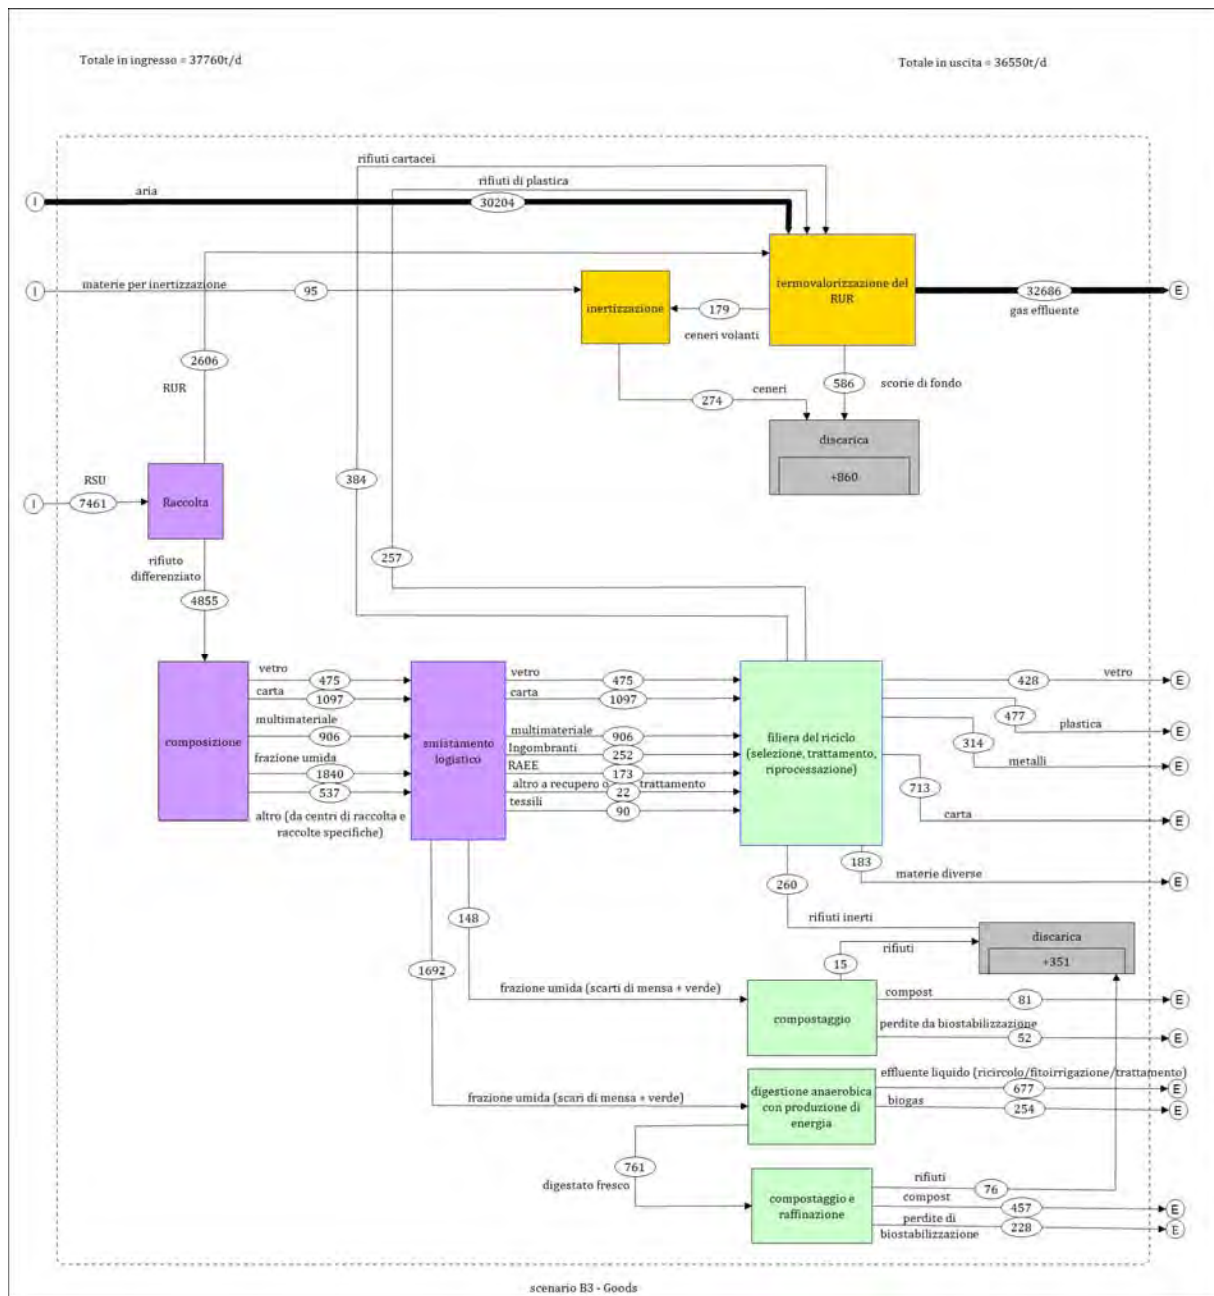 Totale in ingresso = 37760t/d
Totale in uscita = 36550t/d
rifiuti cartacei
rifiuti di plastica
aria
I
30204
termovalorizzazione del
RUR
I
materie per inertizzazione
95
inertizzazione
179
ceneri volanti
32686
E
gas effluente
2606
RUR
586
scorie di fondo
274
ceneri
discarica
+860
384
RSU
I
7461
Raccolta
257
rifiuto
differenziato
4855
composizione
vetro
475
carta
1097
multimateriale
906
frazione umida
1840
537
altro (da centri di raccolta e
raccolte specifiche)
smistamento
logistico
vetro
475
carta
1097
multimateriale
906
Ingombranti
252
RAEE
173
altro a recupero o trattamento
22
tessili
90
filiera del riciclo
(selezione, trattamento,
riprocessazione)
428
vetro
E
477
plastica
E
314
metalli
E
713
carta
E
183
materie diverse
E
260
rifiuti inerti
148
1692
discarica
+351
rifiuti
15
frazione umida (scarti di mensa + verde)
compostaggio
compost
81
E
perdite da biostabilizzazione
52
E
frazione umida (scari di mensa + verde)
digestione anaerobica
con produzione di
energia
effluente liquido (ricircolo/fitoirrigazione/trattamento)
677
E
biogas
254
E
761
digestato fresco
compostaggio e
raffinazione
rifiuti
76
compost
457
E
perdite di
biostabilizzazione
228
E
scenario B3 - Goods